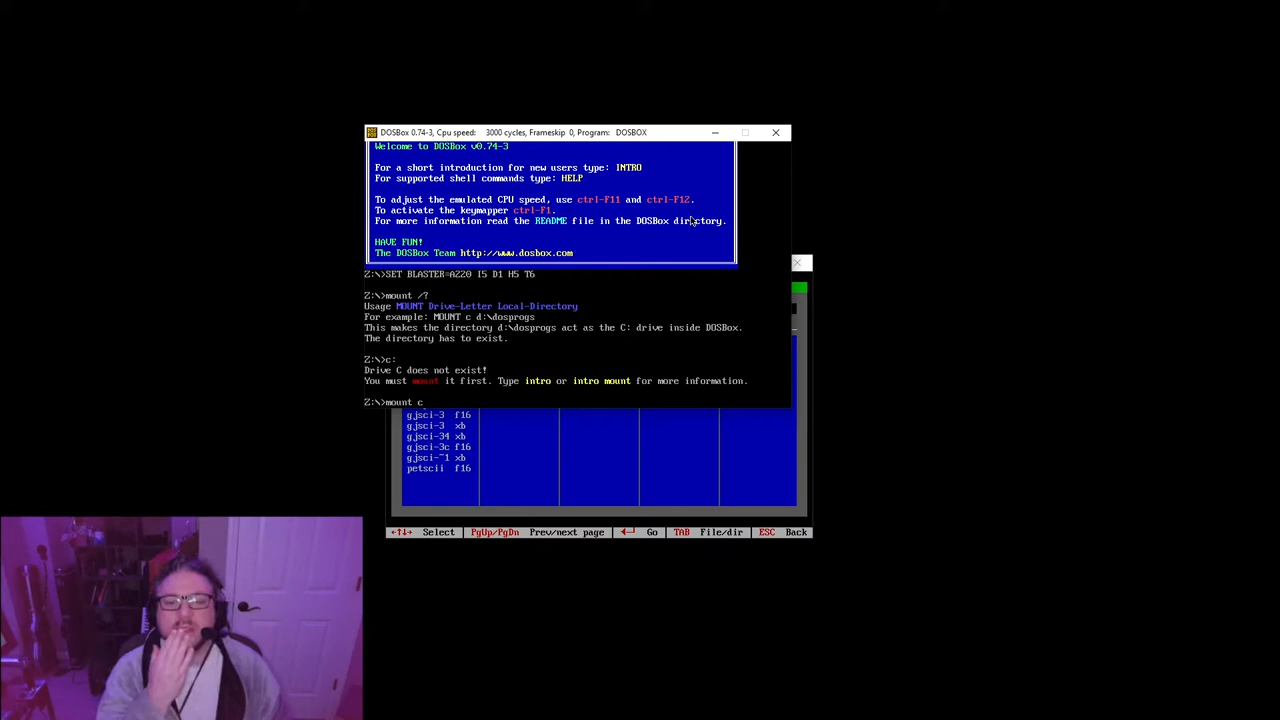 DOSBox 0.74-3, Cpu speed: 3000 cycles, Frameskip 0, Program: DOSBOX
Welcome to DOSBox v0.74-3
For a short introduction for new users type: INTRO
For supported shell commands type: HELP
To adjust the emulated CPU speed, use ctrl-F11 and ctrl-F12.
To activate the keymapper ctrl-F1.
For more information read the README file in the DOSBox directory.
HAVE FUN!
The DOSBox Team http://www.dosbox.com
Z:\>SET BLASTER=A220 I5 D1 H5 T6
Z:\>mount /?
Usage MOUNT Drive-Letter Local-Directory
For example: MOUNT c d:\dosprogs
This makes the directory d:\dosprogs act as the C: drive inside DOSBox.
The directory has to exist.
Z:\>c:
Drive C does not exist!
You must mount it first. Type intro or intro mount for more information.
Z:\>mount c
gjsci-3 f16
gjsci-3 xb
gjsci-34 xb
gjsci-3c f16
gjsci-~1 xb
petscii f16
←↑↓→ Select PgUp/PgDn Prev/next page Go TAB File/dir ESC Back